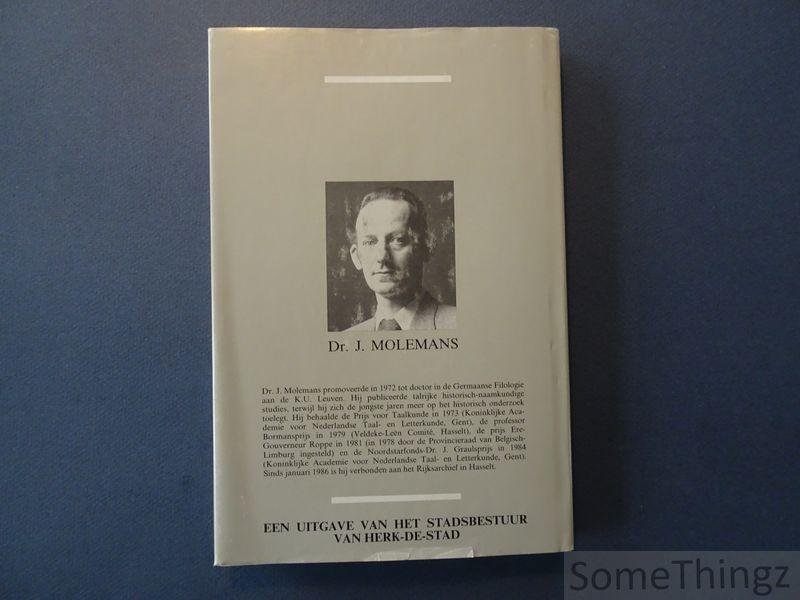 Dr. J. MOLEMANS
Dr. J. Molemans promoveerde in 1972 tot doctor in de Germaanse Filologie
aan de K.U. Leuven. Hij publiceerde talrijke historisch-naamkundige
studies, terwijl hij zich de jongste jaren meer op het historisch onderzoek
toelegt. Hij behaalde de Prijs voor Taalkunde in 1973 (Koninklijke Aca-
demie voor Nederlandse Taal- en Letterkunde, Gent), de professor
Bormansprijs in 1979 (Veldeke-Leën Comité, Hasselt), de prijs Ere-
Gouverneur Roppe in 1981 (in 1978 door de Provincieraad van Belgisch-
Limburg ingesteld) en de Noordstarfonds-Dr. J. Graulsprijs in 1984
(Koninklijke Academie voor Nederlandse Taal- en Letterkunde, Gent).
Sinds januari 1986 is hij verbonden aan het Rijksarchief in Hasselt.
EEN UITGAVE VAN HET STADSBESTUUR
VAN HERK-DE-STAD
SomeThingz